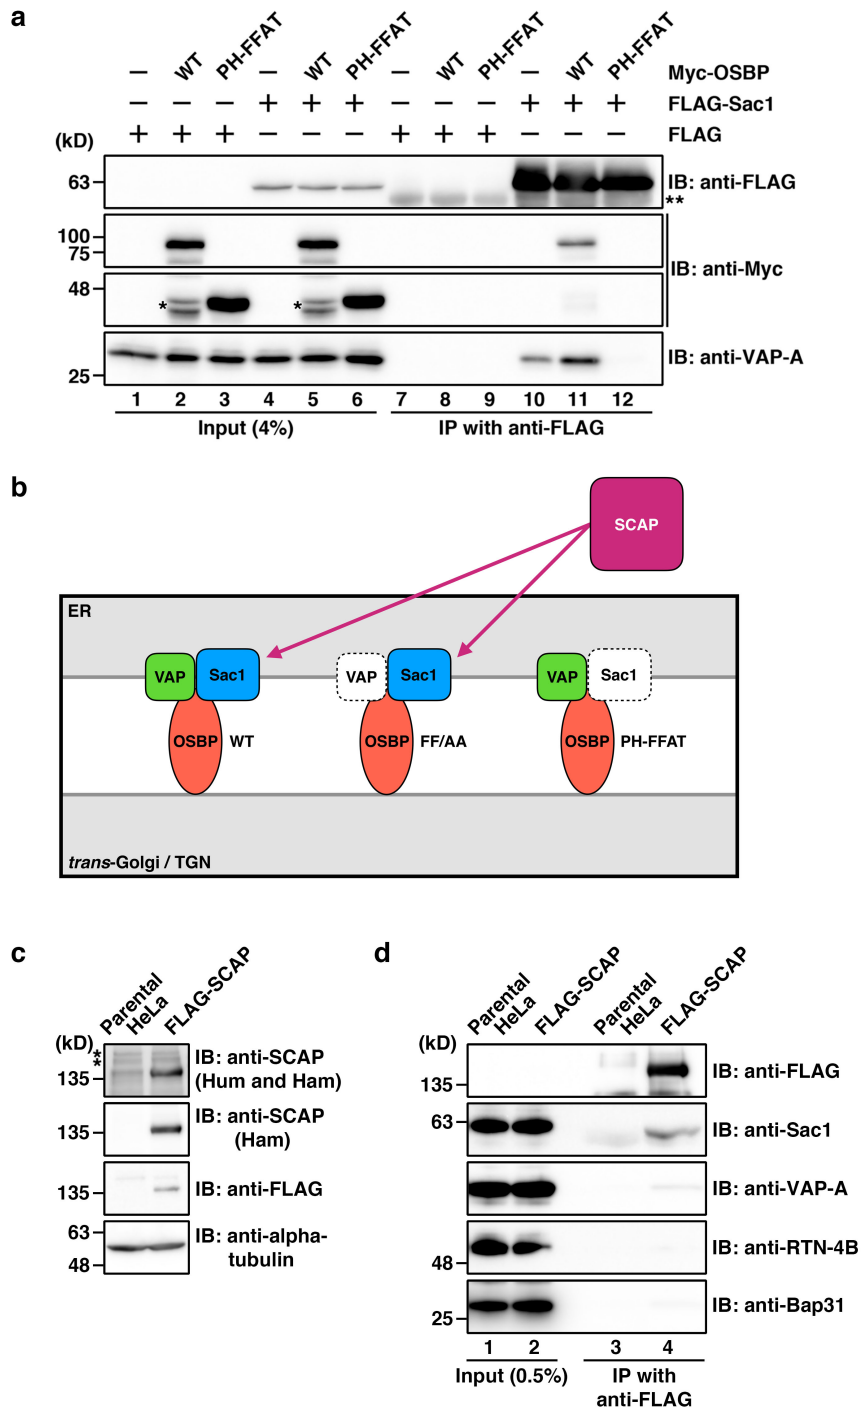 a
— WT PH-FFAT — WT PH-FFAT — WT PH-FFAT — WT PH-FFAT Myc-OSBP
— — — + + + — — — + + + FLAG-Sac1
+ + + — — — + + + — — — FLAG
(kD)
63 IB: anti-FLAG
**
100
75
IB: anti-Myc
48
* *
IB: anti-VAP-A
25
1 2 3 4 5 6 7 8 9 10 11 12
Input (4%) IP with anti-FLAG
b
SCAP
ER
VAP Sac1 VAP Sac1 VAP Sac1
OSBP WT OSBP FF/AA OSBP PH-FFAT
trans-Golgi / TGN
c
Parental
HeLa
FLAG-SCAP
(kD)
*
*
IB: anti-SCAP
135 (Hum and Ham)
IB: anti-SCAP
135 (Ham)
135 IB: anti-FLAG
63 IB: anti-alpha-
tubulin
48
d
Parental
HeLa
FLAG-SCAP
Parental
HeLa
FLAG-SCAP
(kD)
IB: anti-FLAG
135
63
IB: anti-Sac1
IB: anti-VAP-A
IB: anti-RTN-4B
48
IB: anti-Bap31
25
1 2 3 4
Input (0.5%) IP with
anti-FLAG